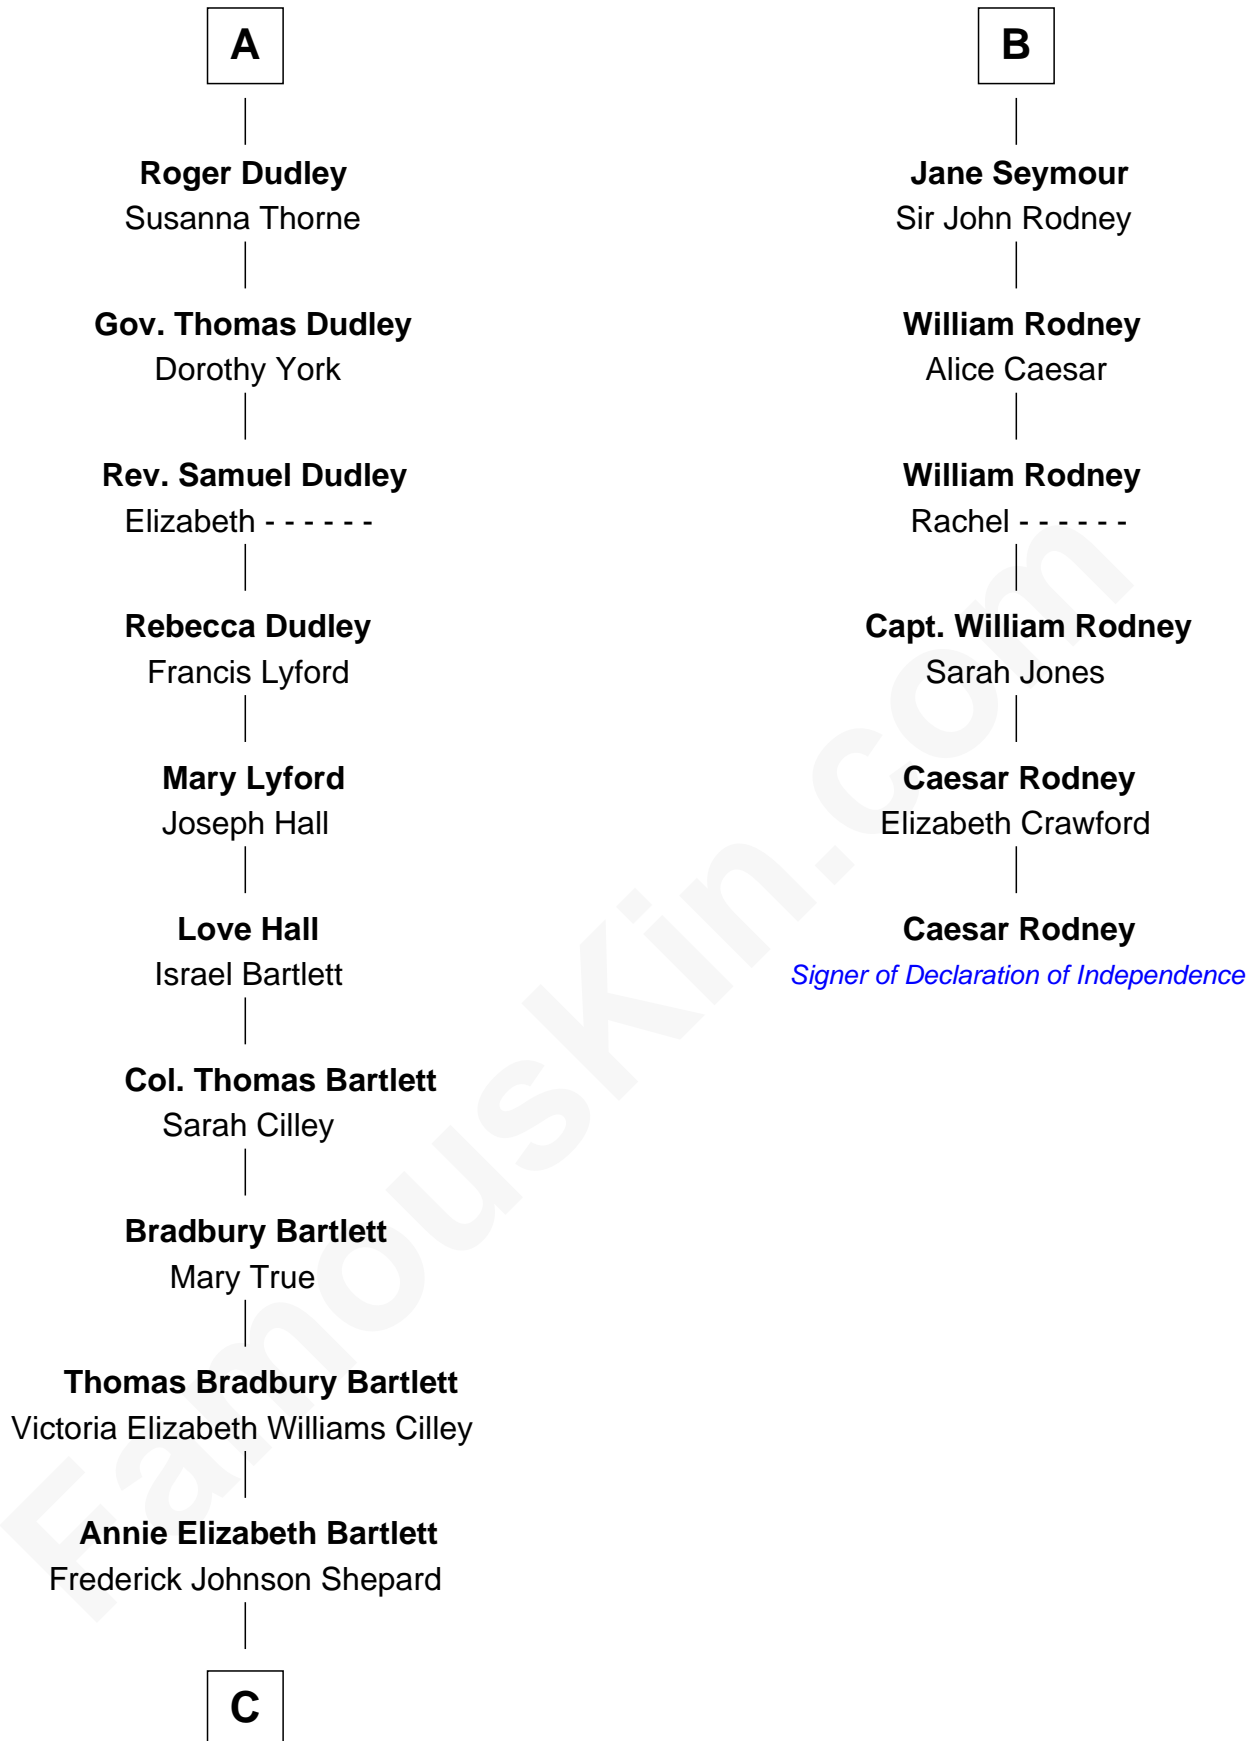 A
Roger Dudley
Susanna Thorne
Gov. Thomas Dudley
Dorothy York
Rev. Samuel Dudley
Elizabeth - - - - - -
Rebecca Dudley
Francis Lyford
Mary Lyford
Joseph Hall
Love Hall
Israel Bartlett
Col. Thomas Bartlett
Sarah Cilley
Bradbury Bartlett
Mary True
Thomas Bradbury Bartlett
Victoria Elizabeth Williams Cilley
Annie Elizabeth Bartlett
Frederick Johnson Shepard
C
B
Jane Seymour
Sir John Rodney
William Rodney
Alice Caesar
William Rodney
Rachel - - - - - -
Capt. William Rodney
Sarah Jones
Caesar Rodney
Elizabeth Crawford
Caesar Rodney
Signer of Declaration of Independence
FamousKin.com